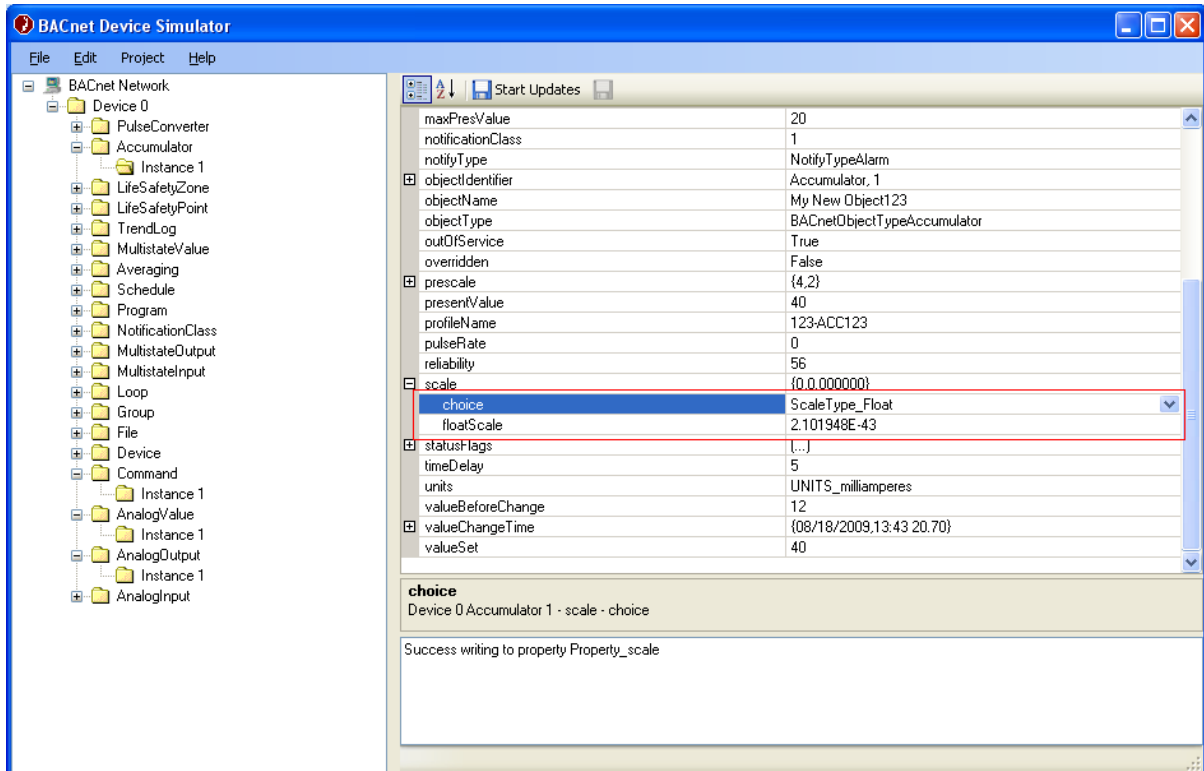 BACnet Device Simulator
File Edit Project Help
BACnet Network
Device 0
PulseConverter
Accumulator
Instance 1
LifeSafetyZone
LifeSafetyPoint
TrendLog
MultistateValue
Averaging
Schedule
Program
NotificationClass
MultistateOutput
MultistateInput
Loop
Group
File
Device
Command
Instance 1
AnalogValue
Instance 1
AnalogOutput
Instance 1
AnalogInput
Start Updates
maxPresValue 20
notificationClass 1
notifyType NotifyTypeAlarm
objectIdentifier Accumulator, 1
objectName My New Object123
objectType BACnetObjectTypeAccumulator
outOfService True
overridden False
prescale {4,2}
presentValue 40
profileName 123-ACC123
pulseRate 0
reliability 56
scale {0,0.000000}
choice ScaleType_Float
floatScale 2.101948E-43
statusFlags {...}
timeDelay 5
units UNITS_milliamperes
valueBeforeChange 12
valueChangeTime {08/18/2009,13:43 20.70}
valueSet 40
choice
Device 0 Accumulator 1 - scale - choice
Success writing to property Property_scale